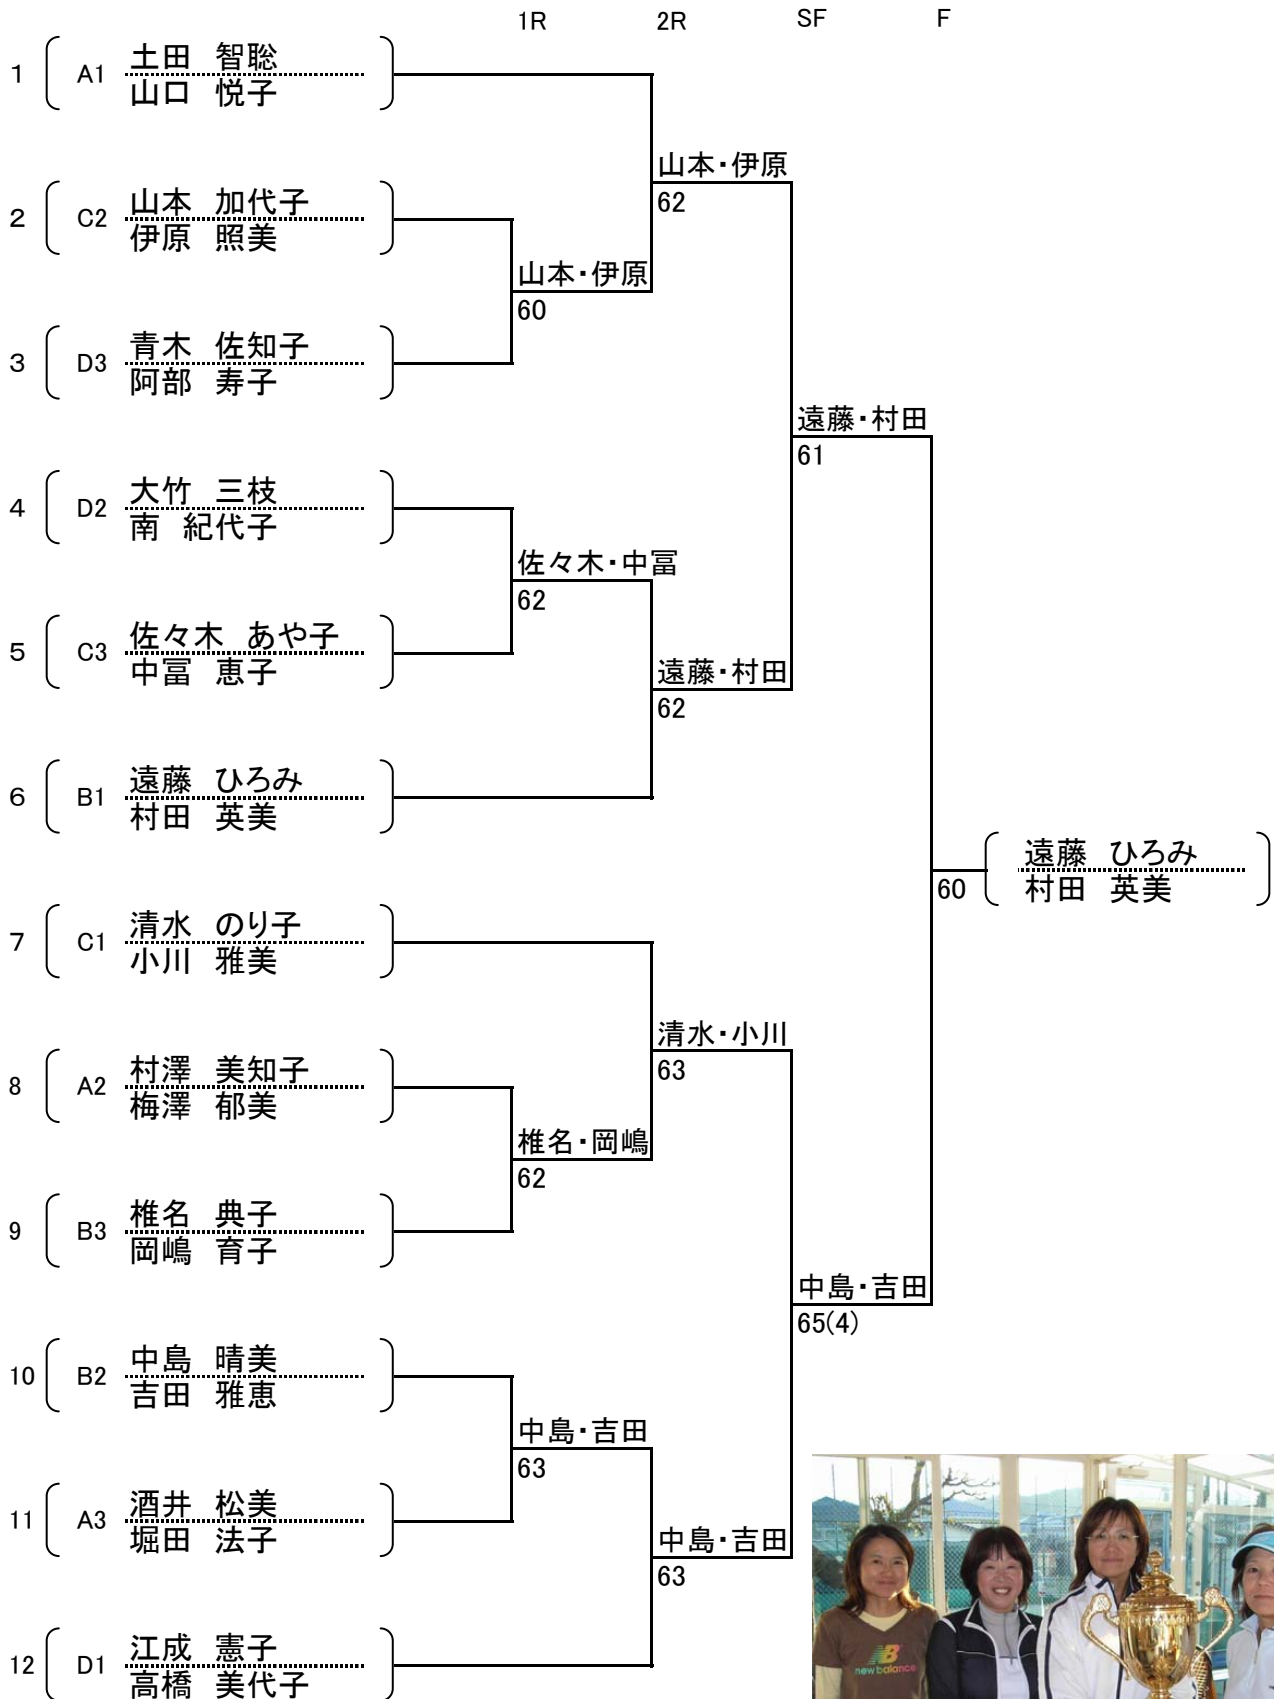 1R 2R SF F
1 A1 土田 智聡
山口 悦子
山本・伊原
62
2 C2 山本 加代子
伊原 照美
山本・伊原
60
3 D3 青木 佐知子
阿部 寿子
遠藤・村田
61
4 D2 大竹 三枝
南 紀代子
佐々木・中冨
62
5 C3 佐々木 あや子
中冨 恵子
遠藤・村田
62
6 B1 遠藤 ひろみ
村田 英美
遠藤 ひろみ
60 村田 英美
7 C1 清水 のり子
小川 雅美
清水・小川
63
8 A2 村澤 美知子
梅澤 郁美
椎名・岡嶋
62
9 B3 椎名 典子
岡嶋 育子
中島・吉田
65(4)
10 B2 中島 晴美
吉田 雅恵
中島・吉田
63
11 A3 酒井 松美
堀田 法子
中島・吉田
63
12 D1 江成 憲子
高橋 美代子
NB
new balance